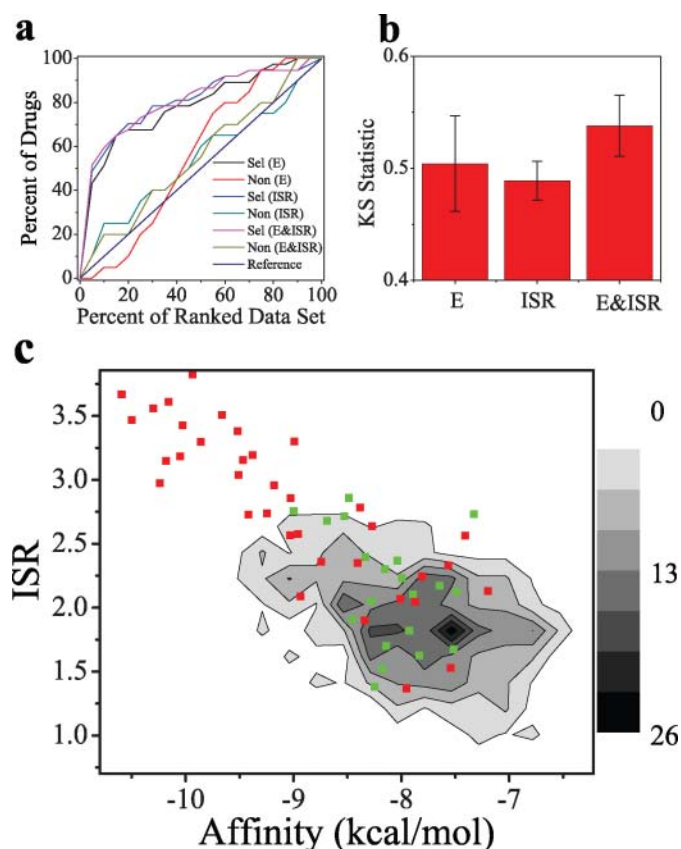 a
100
80
60
40
20
0
Percent of Drugs
Sel (E)
Non (E)
Sel (ISR)
Non (ISR)
Sel (E&ISR)
Non (E&ISR)
Reference
0 20 40 60 80 100
Percent of Ranked Data Set
b
0.6
0.5
0.4
KS Statistic
E ISR E&ISR
c
3.5
3.0
2.5
2.0
1.5
1.0
ISR
-10 -9 -8 -7
Affinity (kcal/mol)
0
13
26